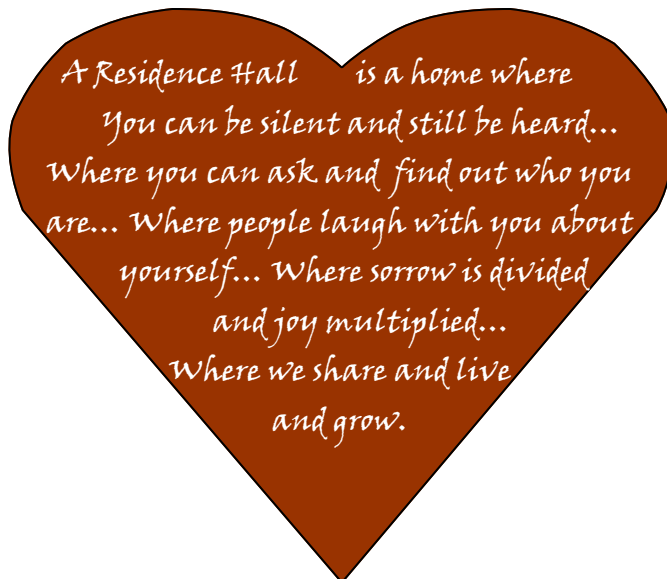 A Residence Hall is a home where
You can be silent and still be heard...
Where you can ask and find out who you
are... Where people laugh with you about
yourself... Where sorrow is divided
and joy multiplied...
Where we share and live
and grow.